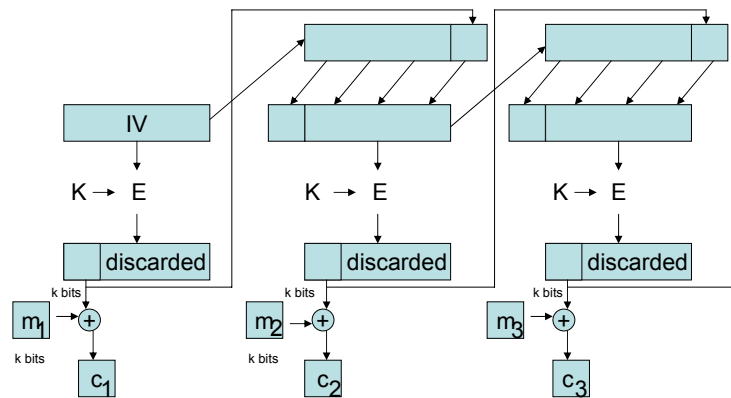 IV
K E K E K E
discarded discarded discarded
k bits k bits k bits
m1 + m2 + m3 +
k bits k bits
c1 c2 c3